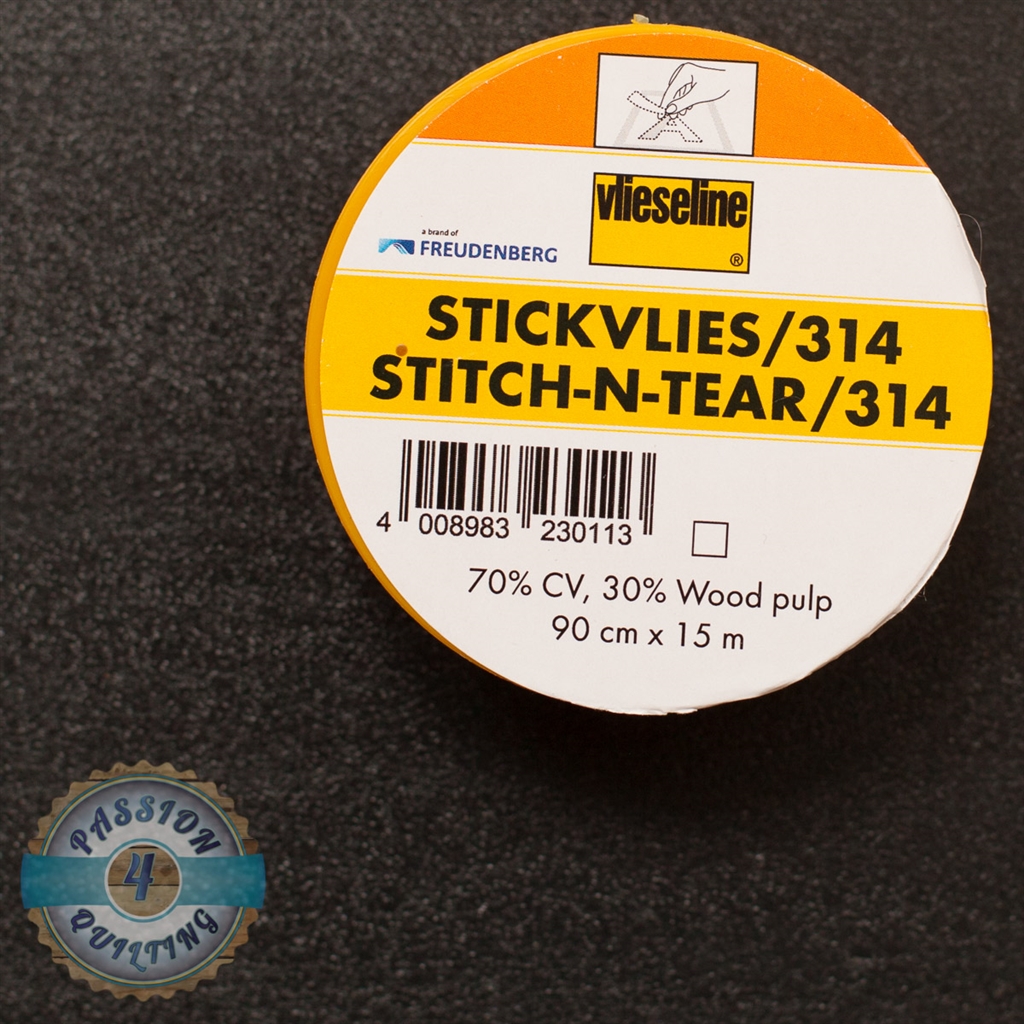 vlieseline
®
a brand of
FREUDENBERG
STICKVLIES/314
STITCH-N-TEAR/314
4 008983 230113
70% CV, 30% Wood pulp
90 cm x 15 m
PASSION
4
QUILTING